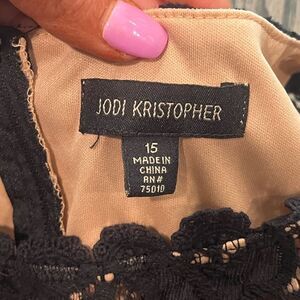 JODI KRISTOPHER
15
MADE IN
CHINA
RN#
75010